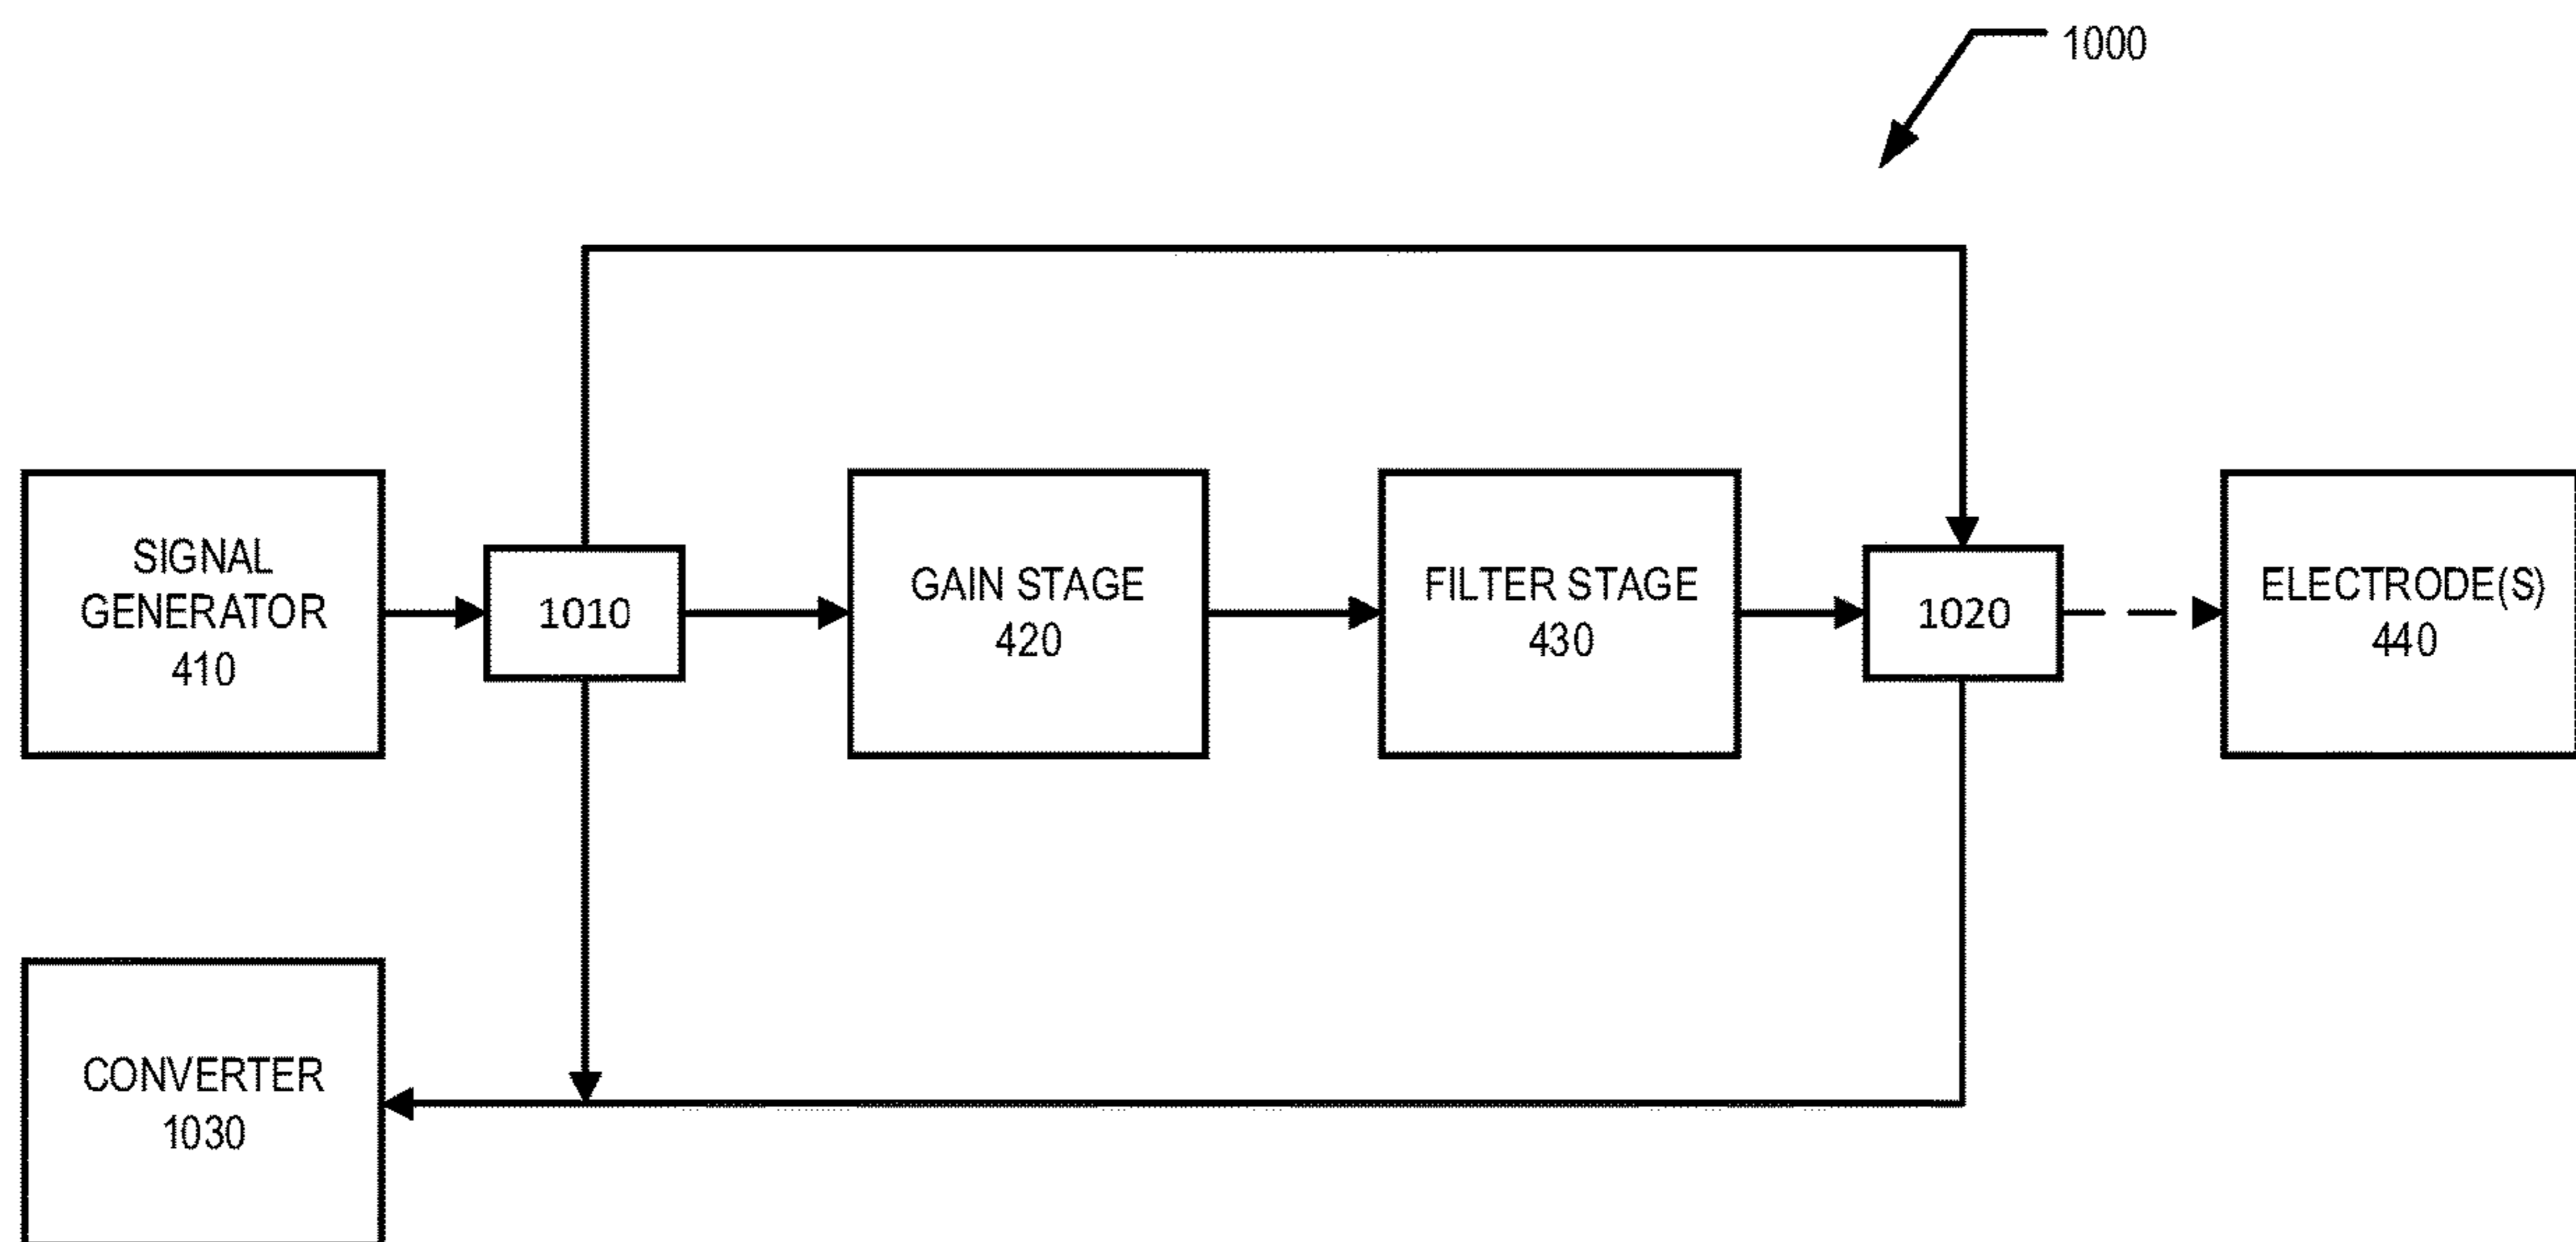 1000
SIGNAL
GENERATOR
410
1010
GAIN STAGE
420
FILTER STAGE
430
1020
ELECTRODE(S)
440
CONVERTER
1030